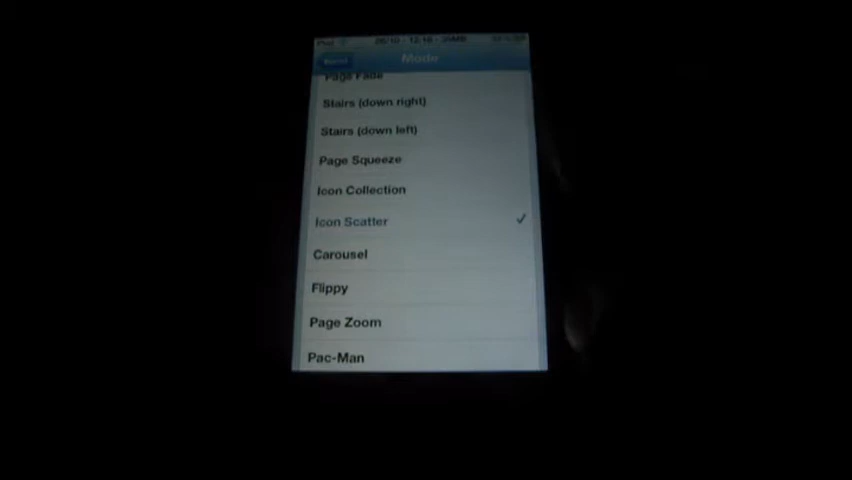 iPod
Mode
Page Fade
Stairs (down right)
Stairs (down left)
Page Squeeze
Icon Collection
Icon Scatter
Carousel
Flippy
Page Zoom
Pac-Man